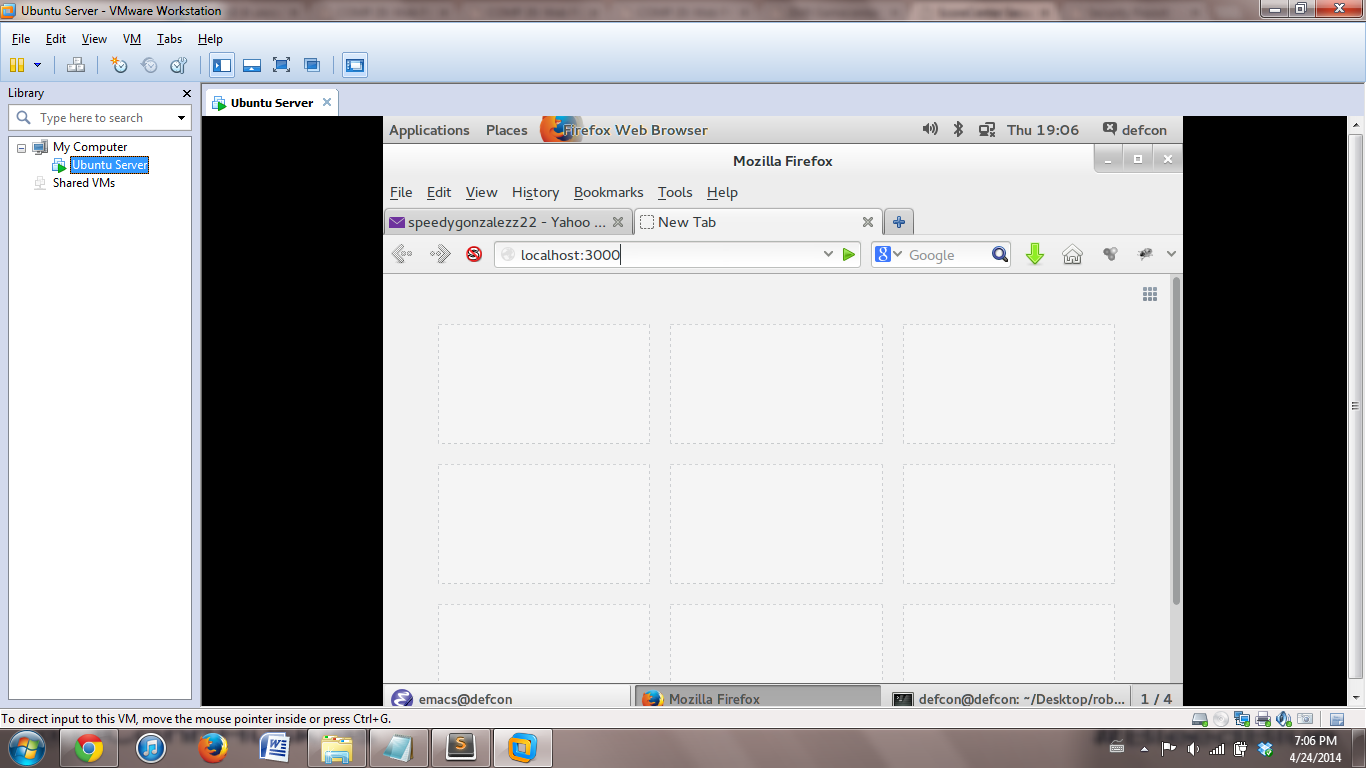 Ubuntu Server - VMware Workstation
File Edit View VM Tabs Help
Library
Ubuntu Server
Type here to search
My Computer
Ubuntu Server
Shared VMs
Applications Places Firefox Web Browser Thu 19:06 defcon
Mozilla Firefox
File Edit View History Bookmarks Tools Help
speedygonzalezz22 - Yahoo ... New Tab
localhost:3000 Google
emacs@defcon Mozilla Firefox defcon@defcon: ~/Desktop/rob... 1 / 4
To direct input to this VM, move the mouse pointer inside or press Ctrl+G.
7:06 PM
4/24/2014